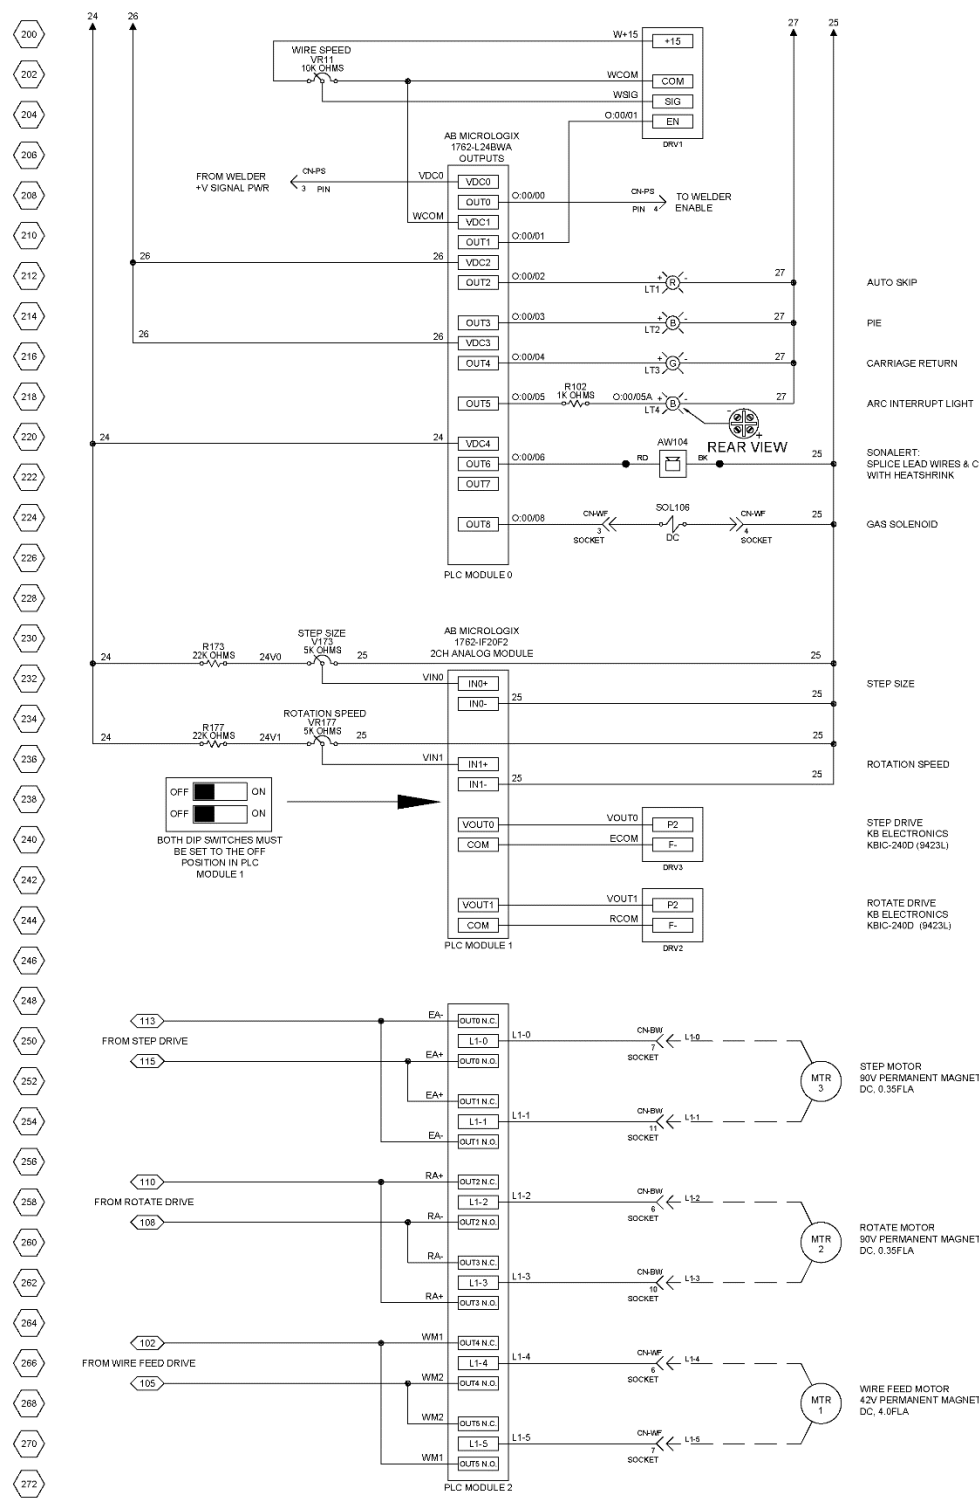 24 26 27 25
200
WIRE SPEED
VR11
10K OHMS
W+15 +15
202
WCOM COM
WSIG SIG
204
O:00/01 EN
DRV1
206
AB MICROLOGIX
1762-L24BWA
OUTPUTS
FROM WELDER
+V SIGNAL PWR
CN-PS
3 PIN
VDC0 VDC0
208
OUT0 O:00/00
CN-PS
PIN 4
TO WELDER
ENABLE
210
WCOM VDC1
OUT1 O:00/01
26 26 VDC2
212
OUT2 O:00/02 + R - 27 AUTO SKIP
LT1
214
OUT3 O:00/03 + B - 27 PIE
LT2
26 26 VDC3
216
OUT4 O:00/04 + G - 27 CARRIAGE RETURN
LT3
218
R102
1K OHMS
OUT5 O:00/05 O:00/05A + B - 27 ARC INTERRUPT LIGHT
LT4
- +
REAR VIEW
220
24 24 VDC4
AW104
OUT6 O:00/06 RD BK 25
SONALERT:
SPLICE LEAD WIRES & C
WITH HEATSHRINK
222
OUT7
224
OUT8 O:00/08
CN-WF
3
SOCKET
SOL106
DC
CN-WF
4
SOCKET
25 GAS SOLENOID
226
PLC MODULE 0
228
230
AB MICROLOGIX
1762-IF20F2
2CH ANALOG MODULE
STEP SIZE
V173
5K OHMS
R173
22K OHMS
24 24V0 25 25
232
VIN0 IN0+ STEP SIZE
IN0- 25 25
234
ROTATION SPEED
VR177
5K OHMS
R177
22K OHMS
24 24V1 25 25
236
VIN1 IN1+ ROTATION SPEED
IN1- 25 25
238
OFF ON
OFF ON
BOTH DIP SWITCHES MUST
BE SET TO THE OFF
POSITION IN PLC
MODULE 1
240
VOUT0 VOUT0 P2
COM ECOM F-
DRV3
STEP DRIVE
KB ELECTRONICS
KBIC-240D (9423L)
242
244
VOUT1 VOUT1 P2
COM RCOM F-
DRV2
ROTATE DRIVE
KB ELECTRONICS
KBIC-240D (9423L)
PLC MODULE 1
246
248
113 EA- OUT0 N.C.
250
FROM STEP DRIVE
L1-0 L1-0
CN-BW
7
SOCKET
L1-0
115 EA+ OUT0 N.O.
252
MTR
3
STEP MOTOR
90V PERMANENT MAGNET
DC, 0.35FLA
EA+ OUT1 N.C.
254
L1-1 L1-1
CN-BW
11
SOCKET
L1-1
EA- OUT1 N.O.
256
110 RA+ OUT2 N.C.
258
FROM ROTATE DRIVE
L1-2 L1-2
CN-BW
6
SOCKET
L1-2
108 RA- OUT2 N.O.
260
MTR
2
ROTATE MOTOR
90V PERMANENT MAGNET
DC, 0.35FLA
RA- OUT3 N.C.
262
L1-3 L1-3
CN-BW
10
SOCKET
L1-3
RA+ OUT3 N.O.
264
102 WM1 OUT4 N.C.
266
FROM WIRE FEED DRIVE
L1-4 L1-4
CN-WF
6
SOCKET
L1-4
105 WM2 OUT4 N.O.
268
MTR
1
WIRE FEED MOTOR
42V PERMANENT MAGNET
DC, 4.0FLA
WM2 OUT5 N.C.
270
L1-5 L1-5
CN-WF
7
SOCKET
L1-5
WM1 OUT5 N.O.
272
PLC MODULE 2